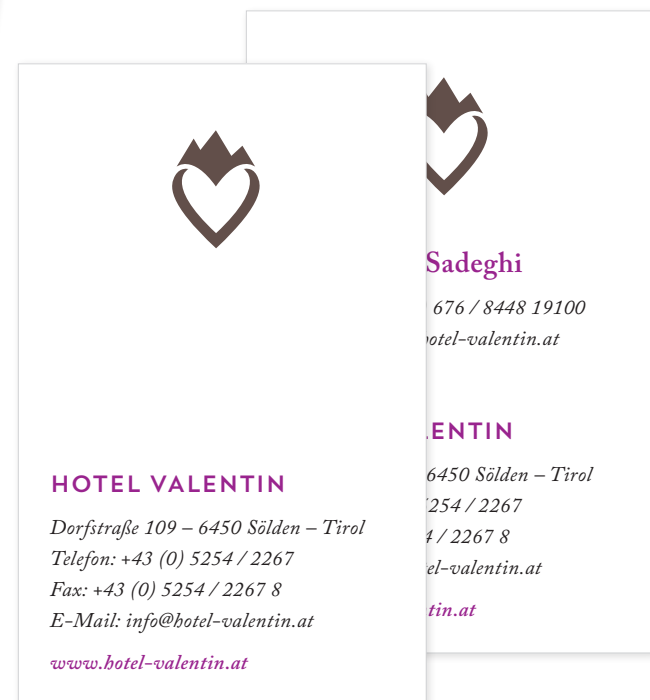 HOTEL VALENTIN
Dorfstraße 109 – 6450 Sölden – Tirol
Telefon: +43 (0) 5254 / 2267
Fax: +43 (0) 5254 / 2267 8
E-Mail: info@hotel-valentin.at
www.hotel-valentin.at
Sadeghi
676 / 8448 19100
hotel-valentin.at
LENTIN
6450 Sölden – Tirol
254 / 2267
4 / 2267 8
el-valentin.at
tin.at